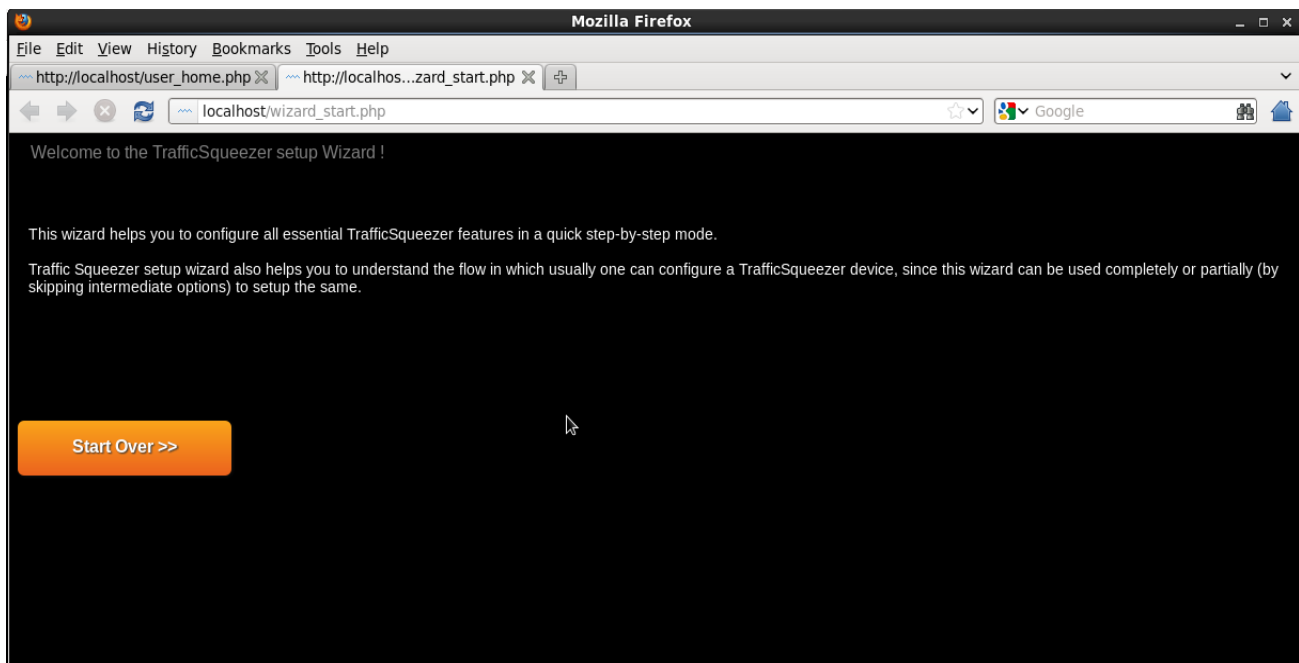 Mozilla Firefox
File Edit View History Bookmarks Tools Help
http://localhost/user_home.php http://localhos...zard_start.php
localhost/wizard_start.php Google
Welcome to the TrafficSqueezer setup Wizard !
This wizard helps you to configure all essential TrafficSqueezer features in a quick step-by-step mode.
Traffic Squeezer setup wizard also helps you to understand the flow in which usually one can configure a TrafficSqueezer device, since this wizard can be used completely or partially (by
skipping intermediate options) to setup the same.
Start Over >>